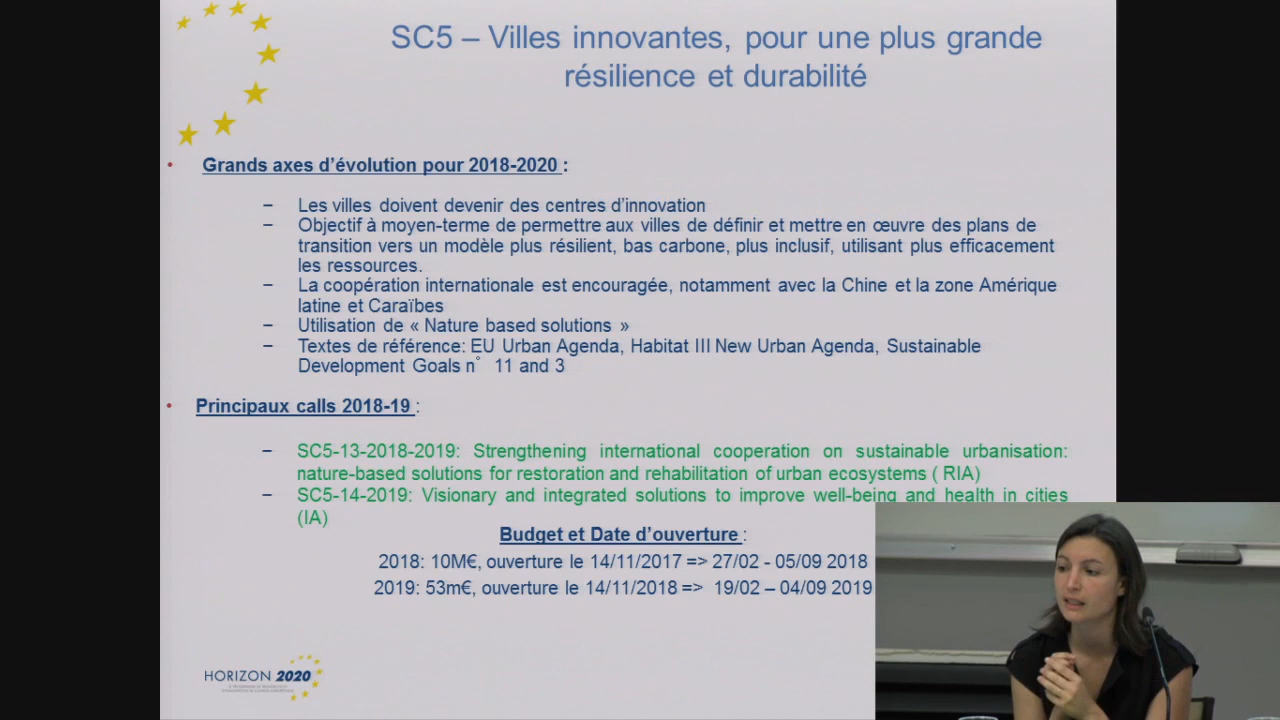 SC5 – Villes innovantes, pour une plus grande
résilience et durabilité
• Grands axes d’évolution pour 2018-2020 :
– Les villes doivent devenir des centres d’innovation
– Objectif à moyen-terme de permettre aux villes de définir et mettre en œuvre des plans de
transition vers un modèle plus résilient, bas carbone, plus inclusif, utilisant plus efficacement
les ressources.
– La coopération internationale est encouragée, notamment avec la Chine et la zone Amérique
latine et Caraïbes
– Utilisation de « Nature based solutions »
– Textes de référence: EU Urban Agenda, Habitat III New Urban Agenda, Sustainable
Development Goals n° 11 and 3
• Principaux calls 2018-19 :
– SC5-13-2018-2019: Strengthening international cooperation on sustainable urbanisation:
nature-based solutions for restoration and rehabilitation of urban ecosystems ( RIA)
– SC5-14-2019: Visionary and integrated solutions to improve well-being and health in cities
(IA)
Budget et Date d’ouverture :
2018: 10M€, ouverture le 14/11/2017 => 27/02 - 05/09 2018
2019: 53m€, ouverture le 14/11/2018 => 19/02 – 04/09 2019
HORIZON 2020